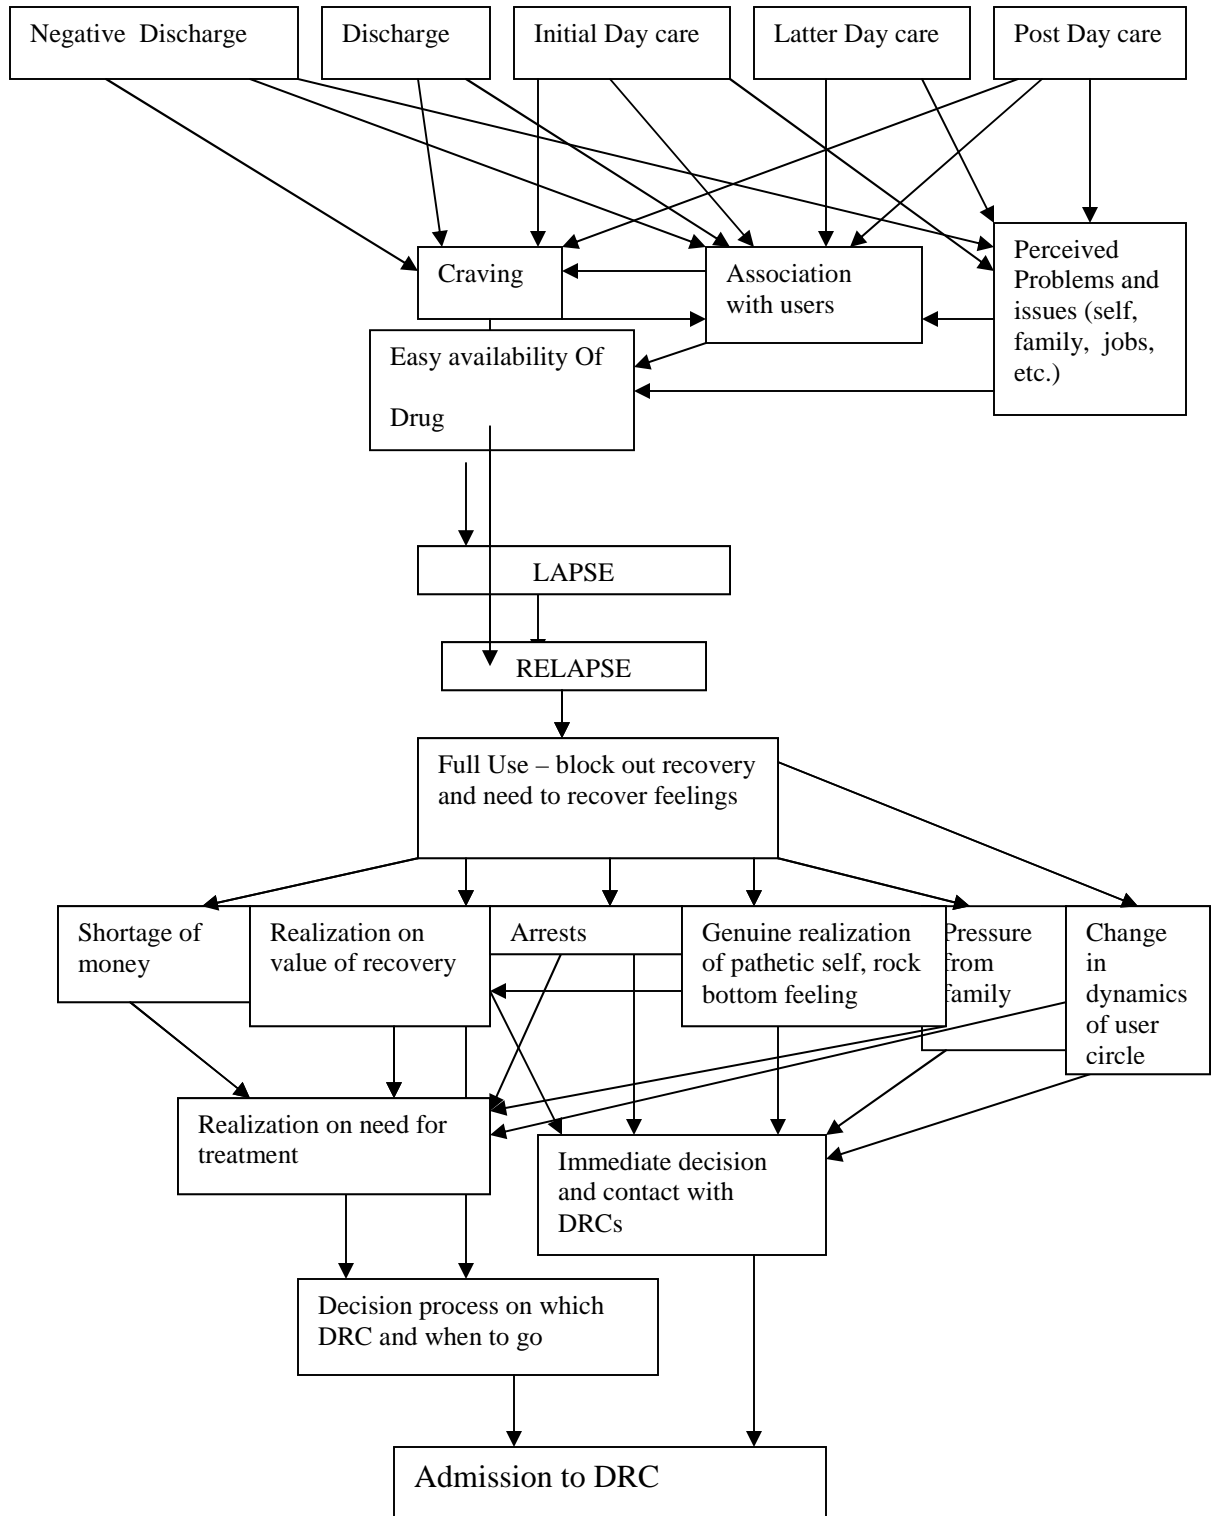 Negative  Discharge
Discharge
Initial Day care
Latter Day care
Post Day care
Craving
Association
with users
Perceived
Problems and
issues (self,
family,  jobs,
etc.)
Easy availability Of
Drug
LAPSE
RELAPSE
Full Use – block out recovery
and need to recover feelings
Shortage of
money
Realization on
value of recovery
Arrests
Genuine realization
of pathetic self, rock
bottom feeling
Pressure
from
family
Change
in
dynamics
of user
circle
Realization on need for
treatment
Immediate decision
and contact with
DRCs
Decision process on which
DRC and when to go
Admission to DRC